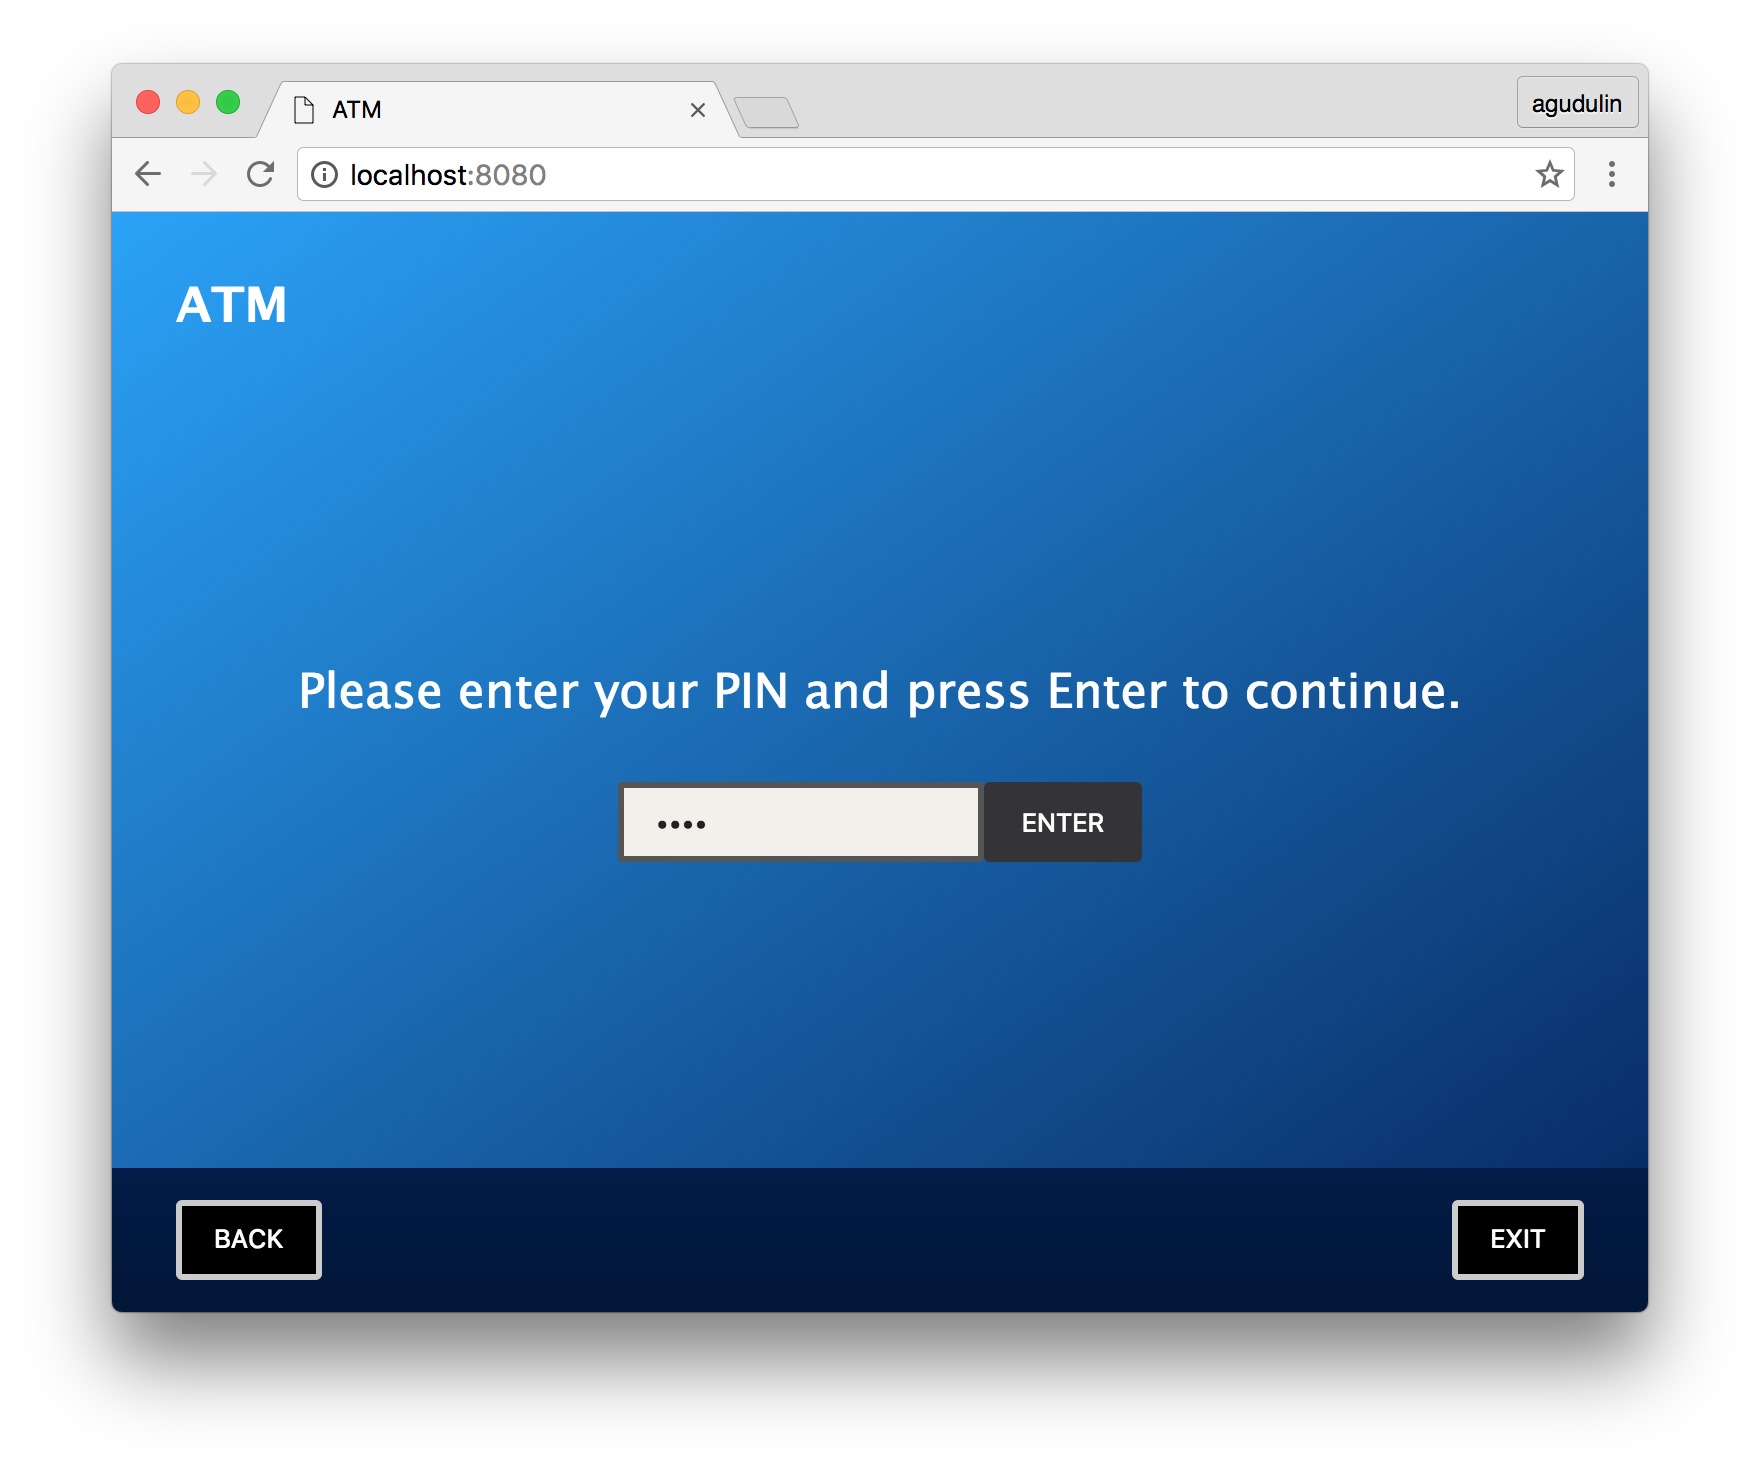 ATM
agudulin
localhost:8080
ATM
Please enter your PIN and press Enter to continue.
••••
ENTER
BACK
EXIT